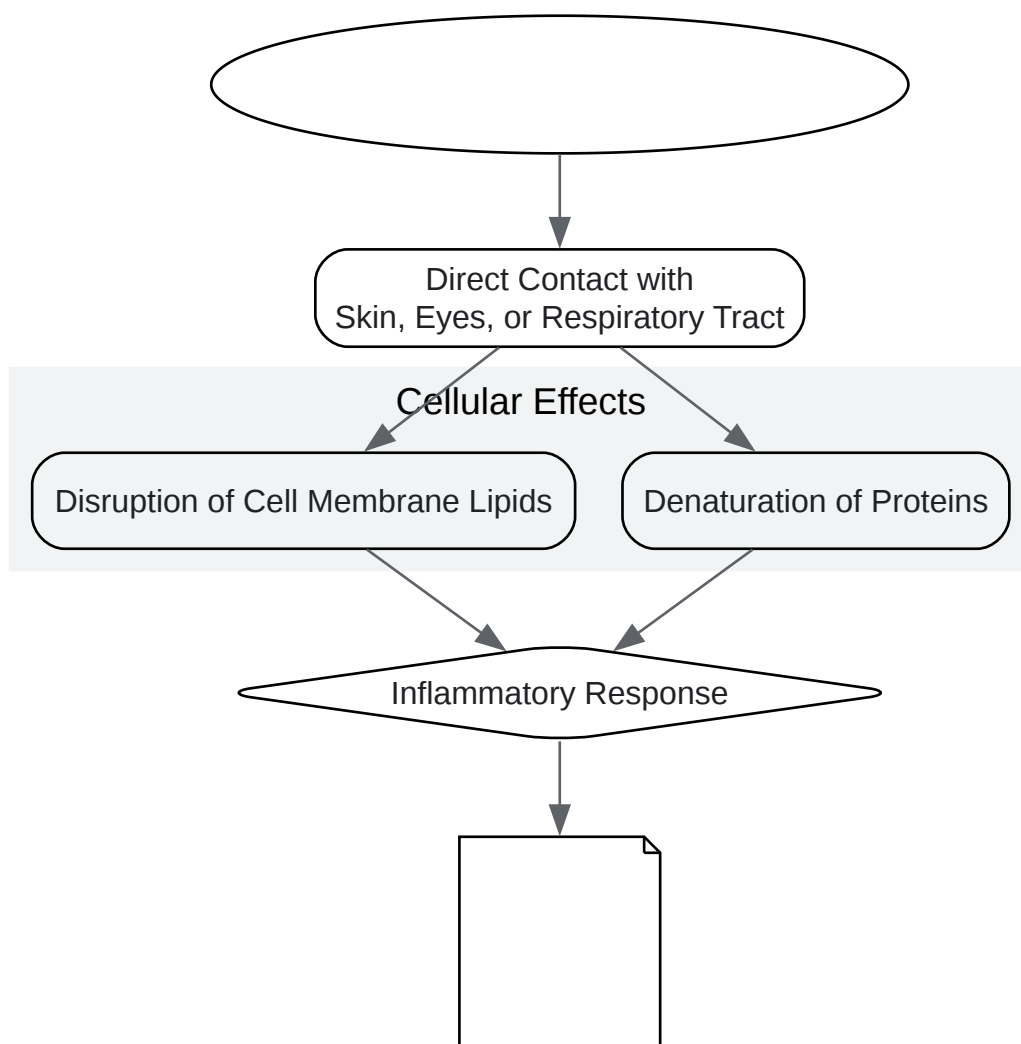 Direct Contact with
Skin, Eyes, or Respiratory Tract
Cellular Effects
Disruption of Cell Membrane Lipids
Denaturation of Proteins
Inflammatory Response